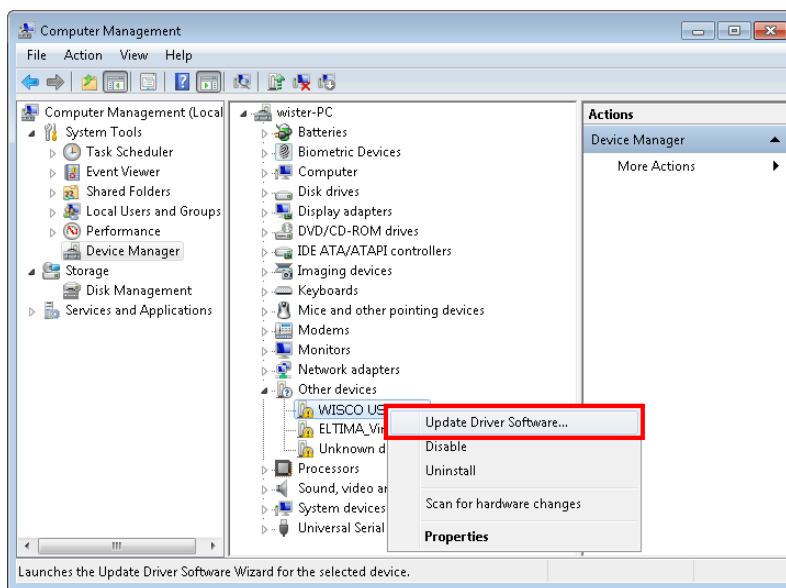 Computer Management
File Action View Help
Computer Management (Local
System Tools
Task Scheduler
Event Viewer
Shared Folders
Local Users and Groups
Performance
Device Manager
Storage
Disk Management
Services and Applications
wister-PC
Batteries
Biometric Devices
Computer
Disk drives
Display adapters
DVD/CD-ROM drives
IDE ATA/ATAPI controllers
Imaging devices
Keyboards
Mice and other pointing devices
Modems
Monitors
Network adapters
Other devices
WISCO US
ELTIMA_Vir
Unknown d
Processors
Sound, video ar
System devices
Universal Serial
Update Driver Software...
Disable
Uninstall
Scan for hardware changes
Properties
Actions
Device Manager
More Actions
Launches the Update Driver Software Wizard for the selected device.